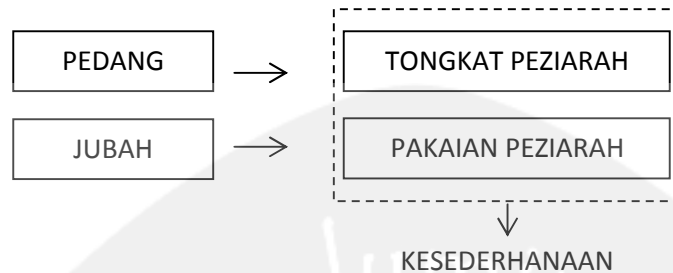 PEDANG
TONGKAT PEZIARAH
JUBAH
PAKAIAN PEZIARAH
KESEDERHANAAN